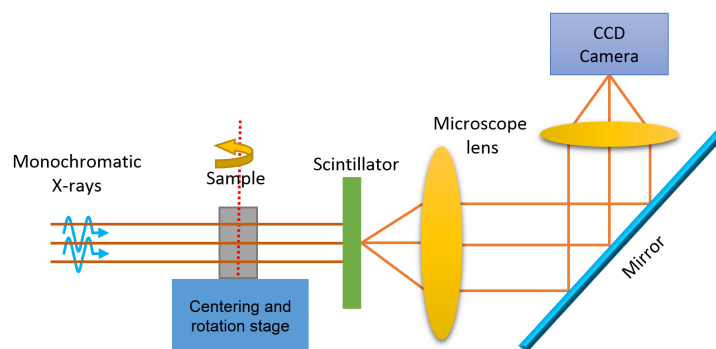 CCD
Camera
Microscope
lens
Monochromatic
X-rays
Sample
Scintillator
Mirror
Centering and
rotation stage